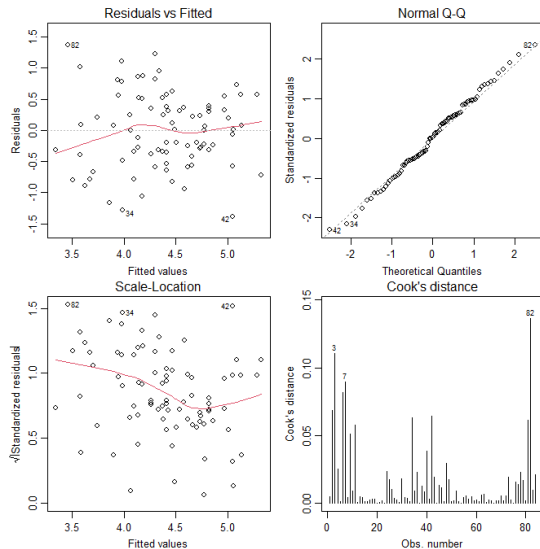 Residuals vs Fitted
Residuals
-1.5 -1.0 -0.5 0.0 0.5 1.0 1.5
82
34
42
3.5 4.0 4.5 5.0
Fitted values
Normal Q-Q
Standardized residuals
-2 -1 0 1 2
82
34
42
-2 -1 0 1 2
Theoretical Quantiles
Scale-Location
√|Standardized residuals|
0.0 0.5 1.0 1.5
82
34
42
3.5 4.0 4.5 5.0
Fitted values
Cook's distance
Cook's distance
0.00 0.05 0.10 0.15
3
7
82
0 20 40 60 80
Obs. number